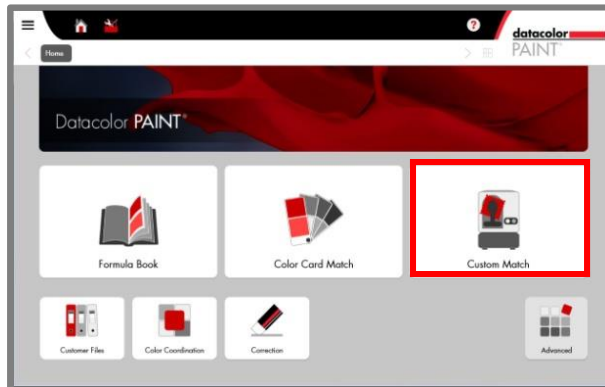 ?
datacolor
PAINT
Home
Datacolor PAINT®
Formula Book
Color Card Match
Custom Match
Customer Files
Color Coordination
Correction
Advanced